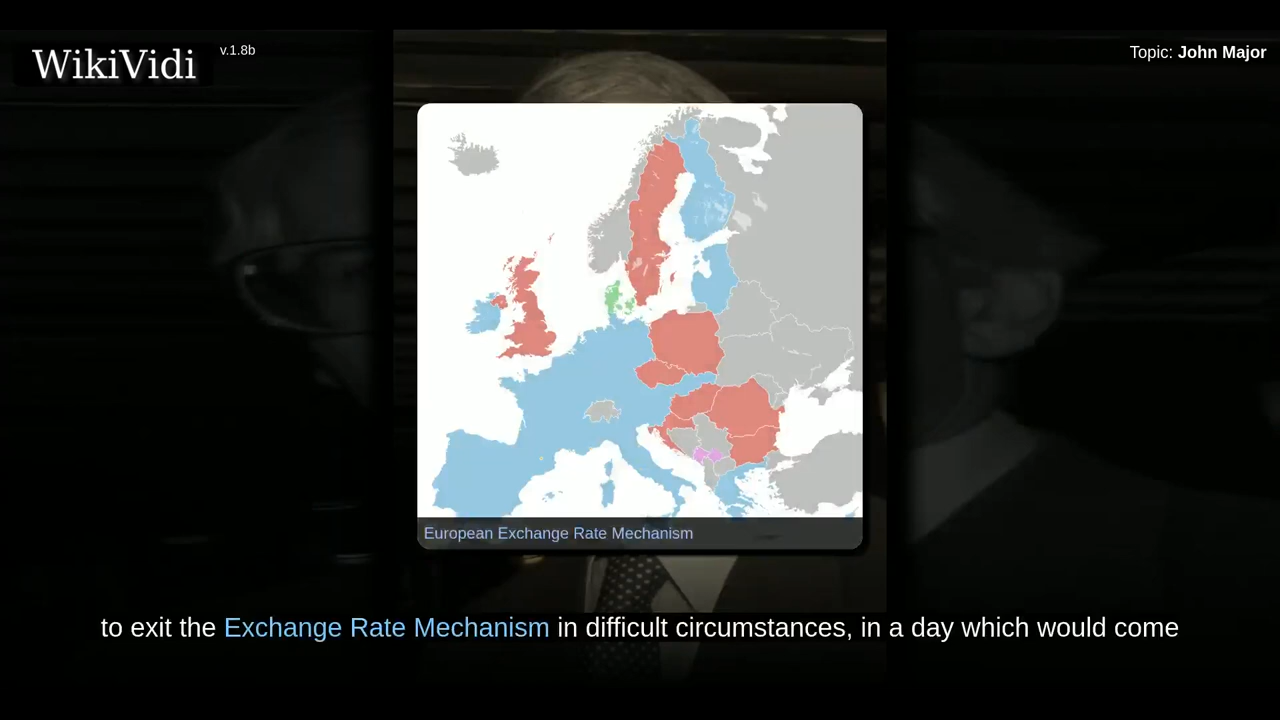 WikiVidi
v.1.8b
Topic: John Major
European Exchange Rate Mechanism
to exit the Exchange Rate Mechanism in difficult circumstances, in a day which would come